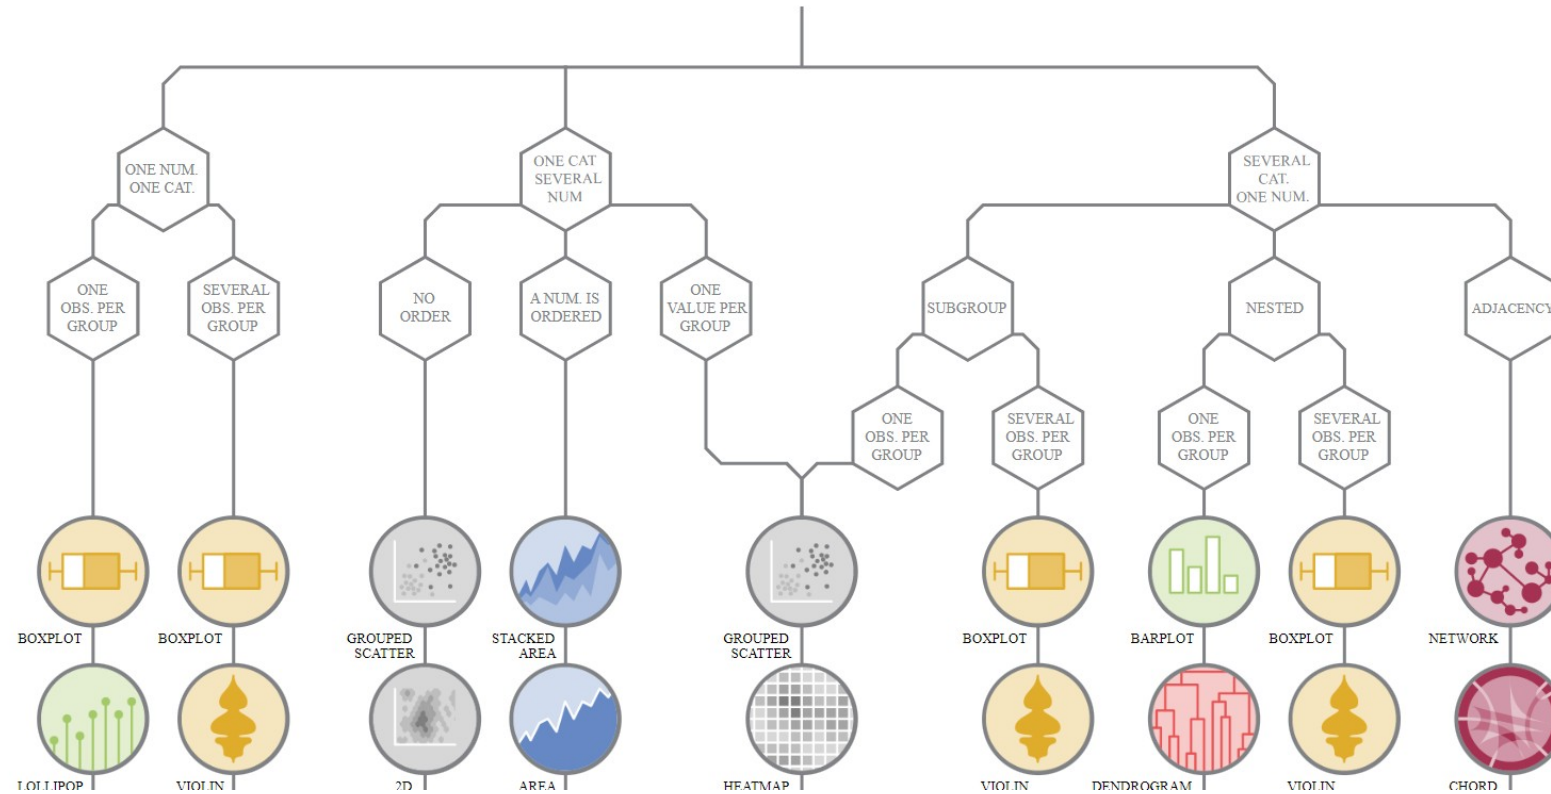 ONE NUM.
ONE CAT.
ONE CAT
SEVERAL
NUM
SEVERAL
CAT.
ONE NUM.
ONE
OBS. PER
GROUP
SEVERAL
OBS. PER
GROUP
NO
ORDER
A NUM. IS
ORDERED
ONE
VALUE PER
GROUP
SUBGROUP
NESTED
ADJACENCY
ONE
OBS. PER
GROUP
SEVERAL
OBS. PER
GROUP
ONE
OBS. PER
GROUP
SEVERAL
OBS. PER
GROUP
BOXPLOT
BOXPLOT
GROUPED
SCATTER
STACKED
AREA
GROUPED
SCATTER
BOXPLOT
BARPLOT
BOXPLOT
NETWORK
LOLLIPOP
VIOLIN
2D
AREA
HEATMAP
VIOLIN
DENDROGRAM
VIOLIN
CHORD